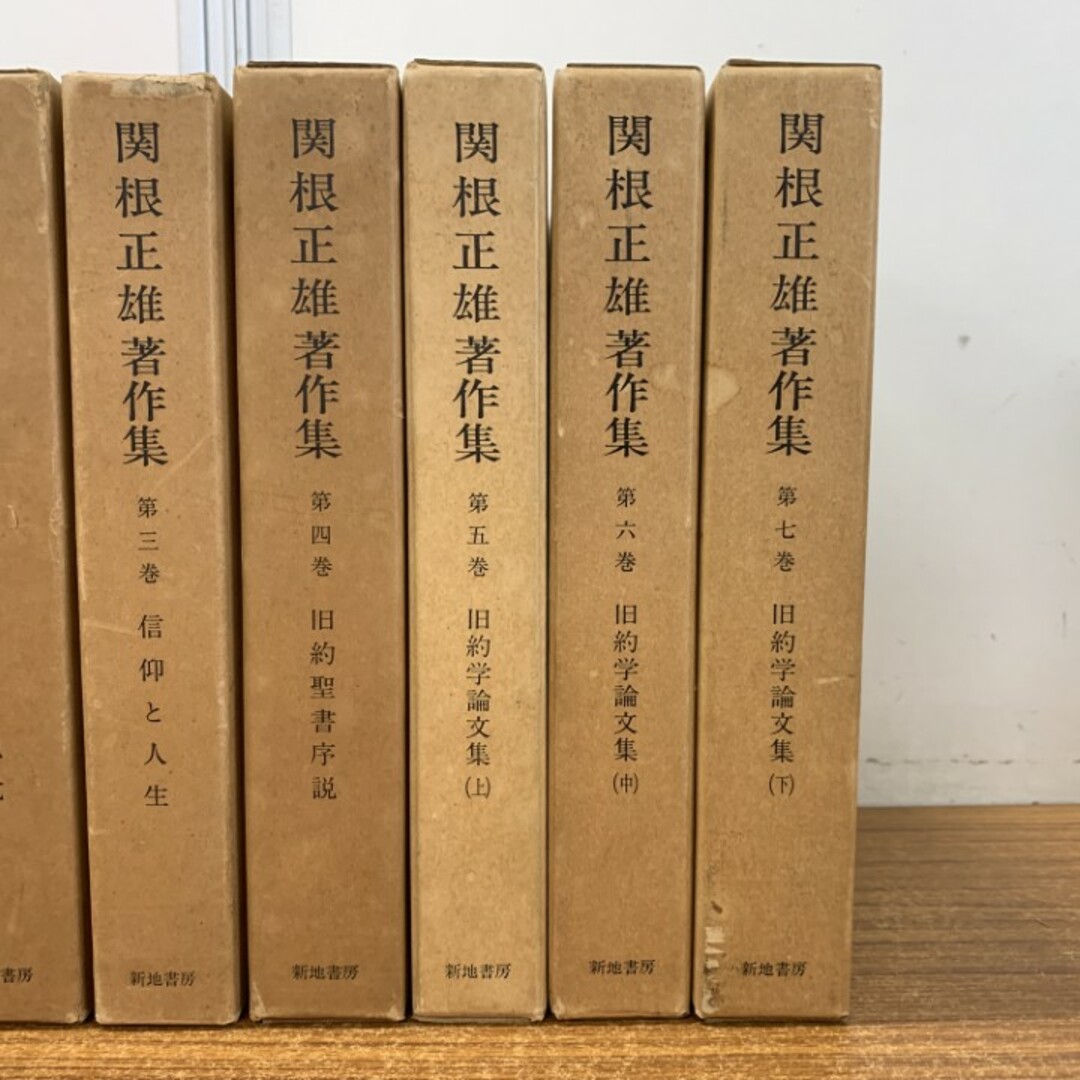 書房
関根正雄著作集
第三巻 信仰と人生
新地書房
関根正雄著作集
第四巻 旧約聖書序説
新地書房
関根正雄著作集
第五巻 旧約学論文集(上)
新地書房
関根正雄著作集
第六巻 旧約学論文集(中)
新地書房
関根正雄著作集
第七巻 旧約学論文集(下)
新地書房